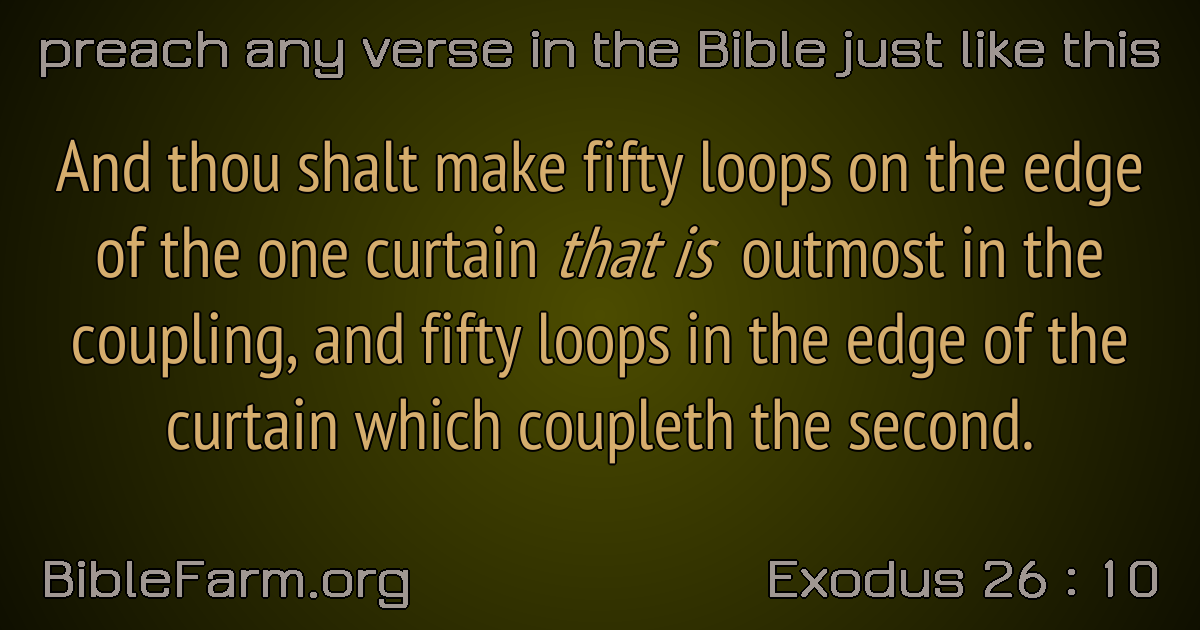 preach any verse in the Bible just like this
And thou shalt make fifty loops on the edge
of the one curtain that is outmost in the
coupling, and fifty loops in the edge of the
curtain which coupleth the second.
BibleFarm.org
Exodus 26 : 10